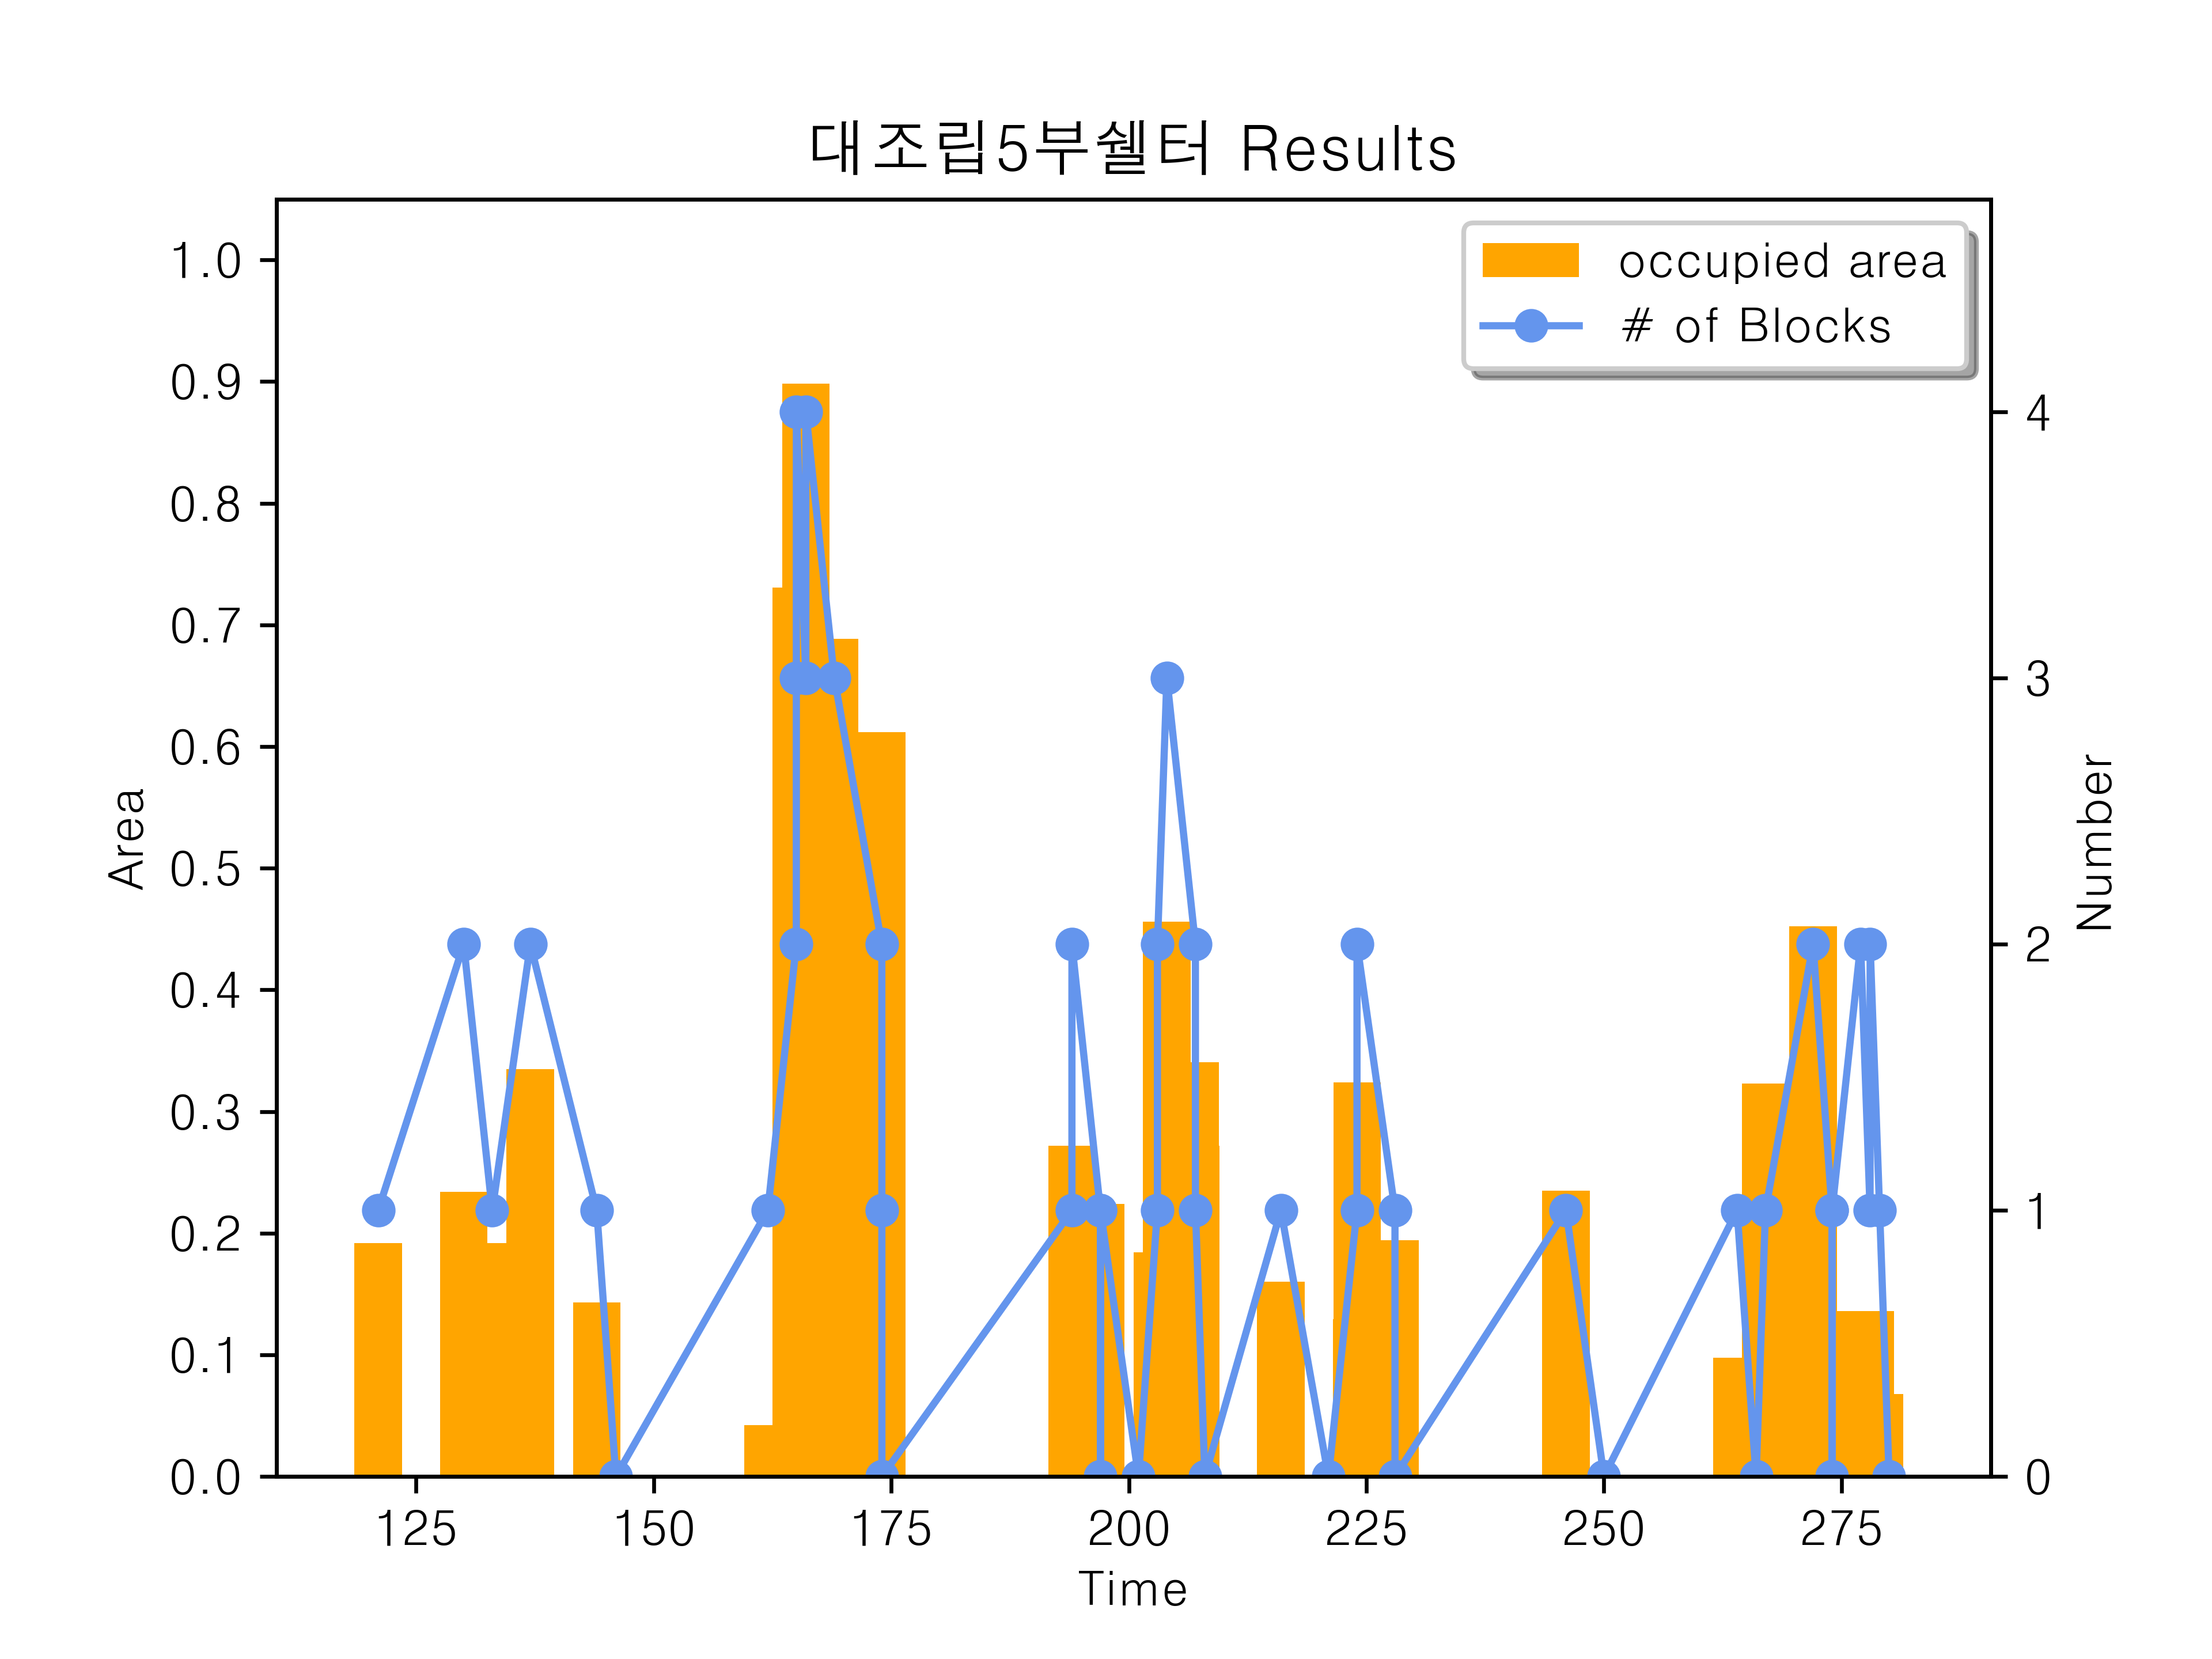 대조립5부쉘터 Results
occupied area
# of Blocks
1.0
0.9
0.8
0.7
0.6
0.5
0.4
0.3
0.2
0.1
0.0
Area
4
3
2
1
0
Number
125 150 175 200 225 250 275
Time